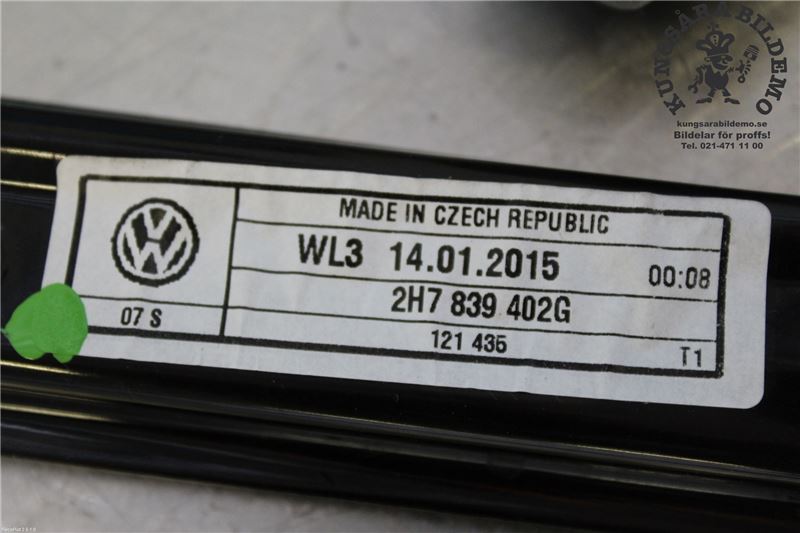 KUNGSÅRA BILDEMO
kungsarabildemo.se
Bildelar för proffs!
Tel. 021-471 11 00
MADE IN CZECH REPUBLIC
WL3 14.01.2015 00:08
2H7 839 402G
07 S
121 435
T1